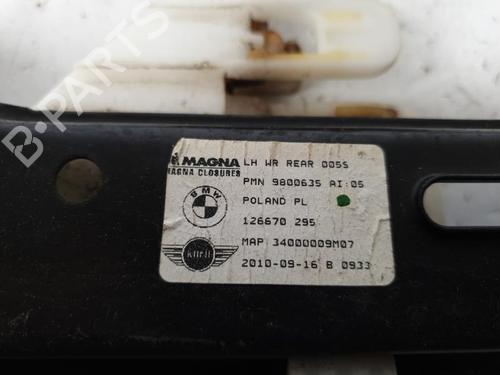 B-PARTS
MAGNA
MAGNA CLOSURES
LH WR REAR 005S
PMN 9800635 AI:05
BMW
POLAND PL
126670 295
MAP 34000009M07
MINI
2010-09-16 B 0933